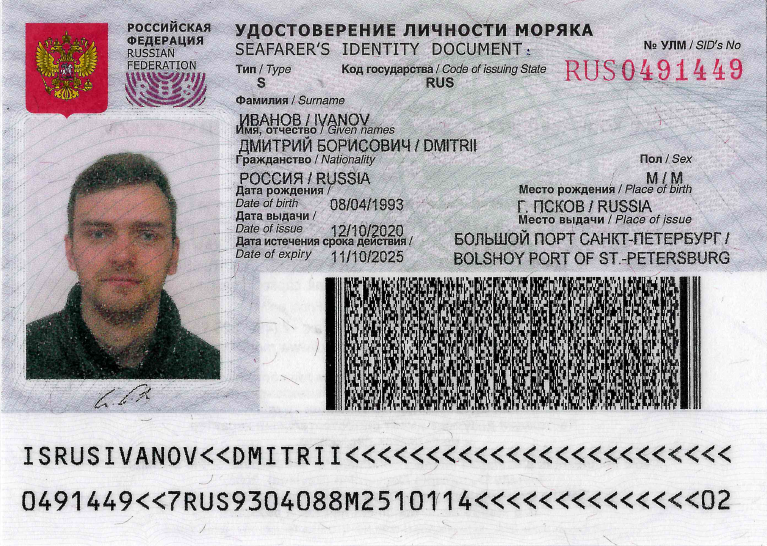 РОССИЙСКАЯ
ФЕДЕРАЦИЯ
RUSSIAN
FEDERATION
RUS
УДОСТОВЕРЕНИЕ ЛИЧНОСТИ МОРЯКА
SEAFARER'S IDENTITY DOCUMENT:
№ УЛМ / SID's No
RUS0491449
Тип / Type
Код государства / Code of issuing State
S
RUS
Фамилия / Surname
ИВАНОВ / IVANOV
Имя, отчество / Given names
ДМИТРИЙ БОРИСОВИЧ / DMITRII
Гражданство / Nationality
Пол / Sex
РОССИЯ / RUSSIA
М / M
Дата рождения /
Date of birth
08/04/1993
Место рождения / Place of birth
Г. ПСКОВ / RUSSIA
Дата выдачи /
Date of issue
12/10/2020
Место выдачи / Place of issue
Дата истечения срока действия /
Date of expiry
11/10/2025
БОЛЬШОЙ ПОРТ САНКТ-ПЕТЕРБУРГ /
BOLSHOY PORT OF ST.-PETERSBURG
ISRUSIVANOV<<DMITRII<<<<<<<<<<<<<<<<<<<<<<<<
0491449<<7RUS9304088M2510114<<<<<<<<<<<<<<02